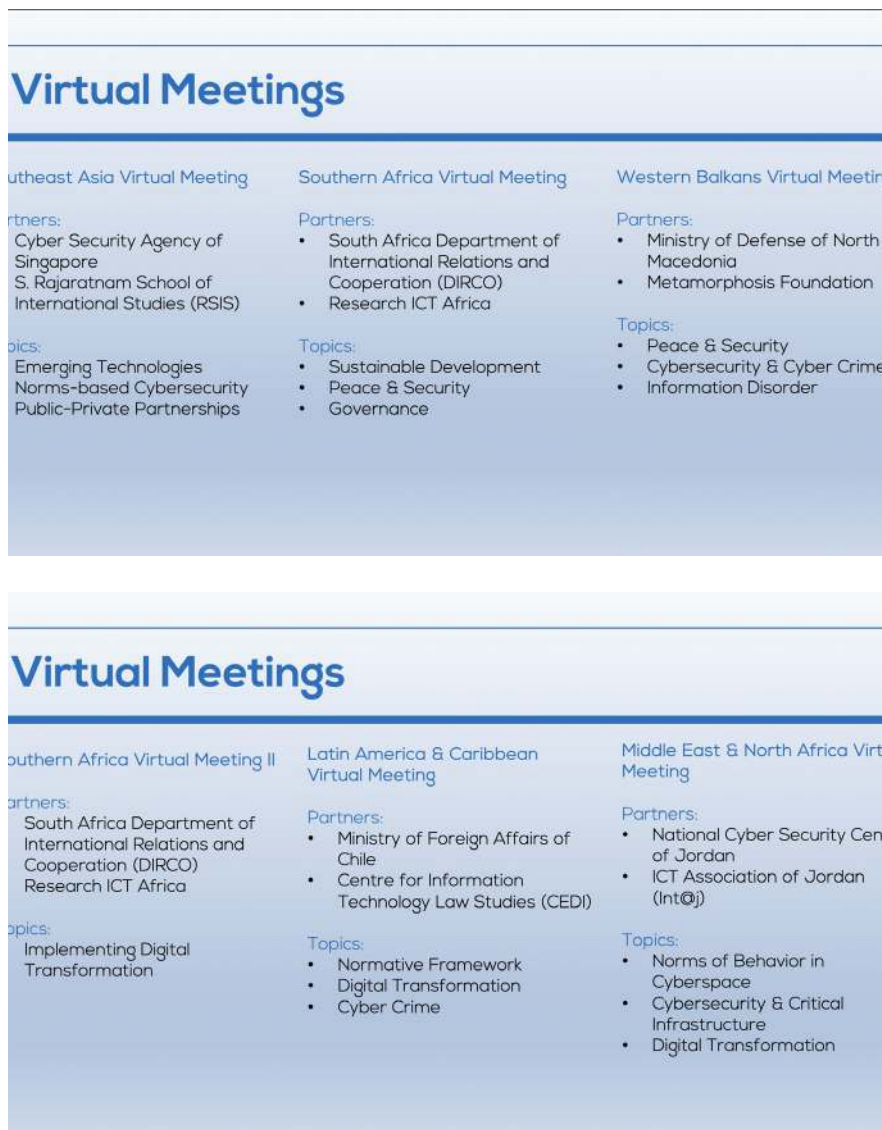 Virtual Meetings
utheast Asia Virtual Meeting
rtners:
Cyber Security Agency of
Singapore
S. Rajaratnam School of
International Studies (RSIS)
pics:
Emerging Technologies
Norms-based Cybersecurity
Public-Private Partnerships
Southern Africa Virtual Meeting
Partners:
• South Africa Department of
International Relations and
Cooperation (DIRCO)
• Research ICT Africa
Topics:
• Sustainable Development
• Peace & Security
• Governance
Western Balkans Virtual Meetin
Partners:
• Ministry of Defense of North
Macedonia
• Metamorphosis Foundation
Topics:
• Peace & Security
• Cybersecurity & Cyber Crime
• Information Disorder
Virtual Meetings
outhern Africa Virtual Meeting II
artners:
South Africa Department of
International Relations and
Cooperation (DIRCO)
Research ICT Africa
opics:
Implementing Digital
Transformation
Latin America & Caribbean
Virtual Meeting
Partners:
• Ministry of Foreign Affairs of
Chile
• Centre for Information
Technology Law Studies (CEDI)
Topics:
• Normative Framework
• Digital Transformation
• Cyber Crime
Middle East & North Africa Virt
Meeting
Partners:
• National Cyber Security Cen
of Jordan
• ICT Association of Jordan
(Int@j)
Topics:
• Norms of Behavior in
Cyberspace
• Cybersecurity & Critical
Infrastructure
• Digital Transformation